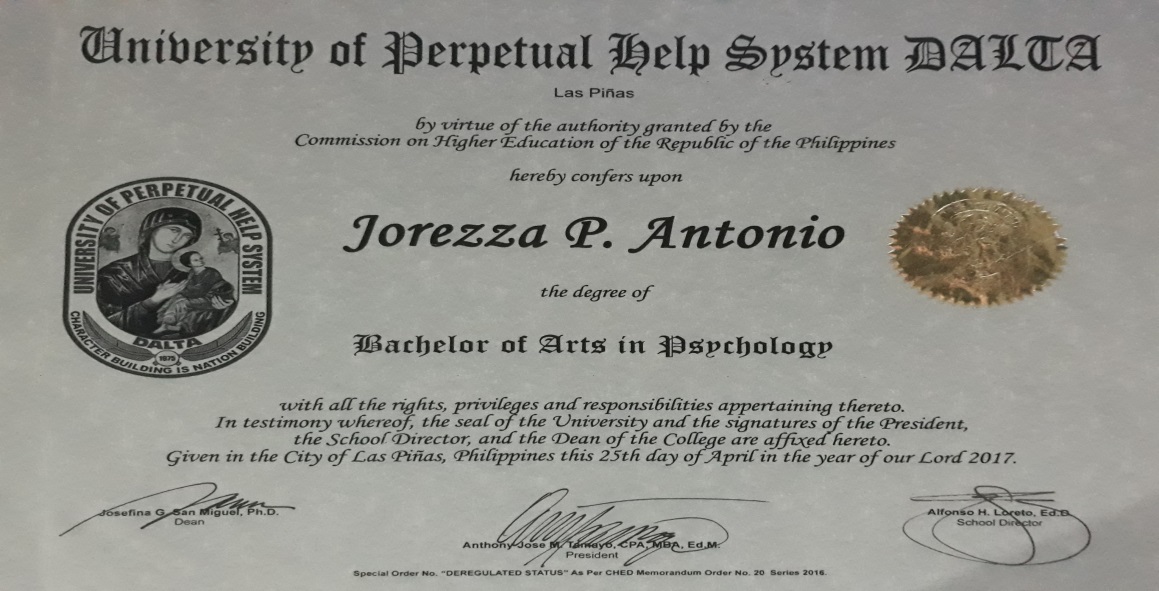 University of Perpetual Help System DALTA
Las Piñas
by virtue of the authority granted by the
Commission on Higher Education of the Republic of the Philippines
hereby confers upon
UNIVERSITY OF PERPETUAL HELP SYSTEM
DALTA
1975
CHARACTER BUILDING IS NATION BUILDING
Jorezza P. Antonio
the degree of
Bachelor of Arts in Psychology
with all the rights, privileges and responsibilities appertaining thereto.
In testimony whereof, the seal of the University and the signatures of the President,
the School Director, and the Dean of the College are affixed hereto.
Given in the City of Las Piñas, Philippines this 25th day of April in the year of our Lord 2017.
Josefina G. San Miguel, Ph.D.
Dean
Anthony Jose M. Tamayo, CPA, MBA, Ed.M.
President
Alfonso H. Loreto, Ed.D.
School Director
Special Order No. "DEREGULATED STATUS" As Per CHED Memorandum Order No. 20 Series 2016.